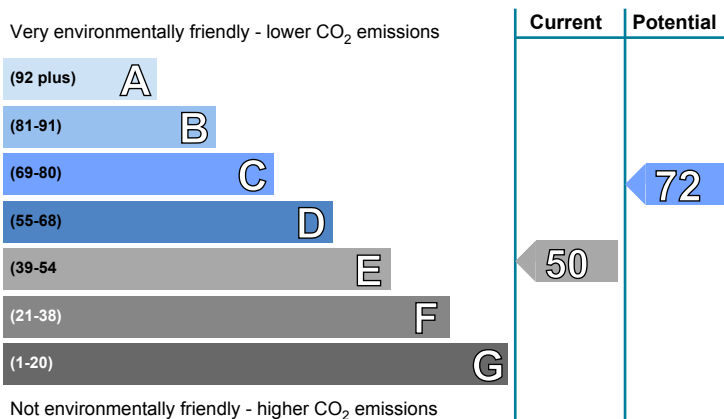 Current Potential
Very environmentally friendly - lower CO2 emissions
(92 plus) A
(81-91) B
(69-80) C
72
(55-68) D
(39-54 E
50
(21-38) F
(1-20) G
Not environmentally friendly - higher CO2 emissions